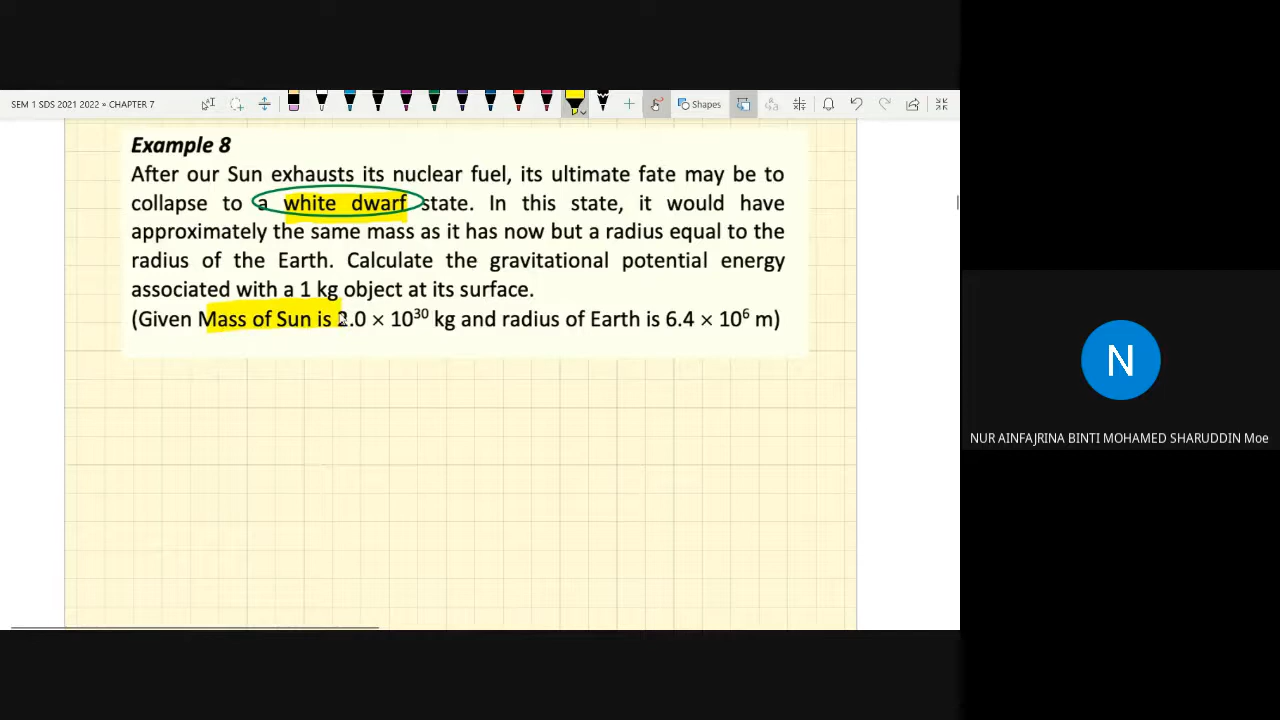 SEM 1 SDS 2021 2022 » CHAPTER 7
Shapes
Example 8
After our Sun exhausts its nuclear fuel, its ultimate fate may be to
collapse to a white dwarf state. In this state, it would have
approximately the same mass as it has now but a radius equal to the
radius of the Earth. Calculate the gravitational potential energy
associated with a 1 kg object at its surface.
(Given Mass of Sun is 2.0 × 10³⁰ kg and radius of Earth is 6.4 × 10⁶ m)
N
NUR AINFAJRINA BINTI MOHAMED SHARUDDIN Moe